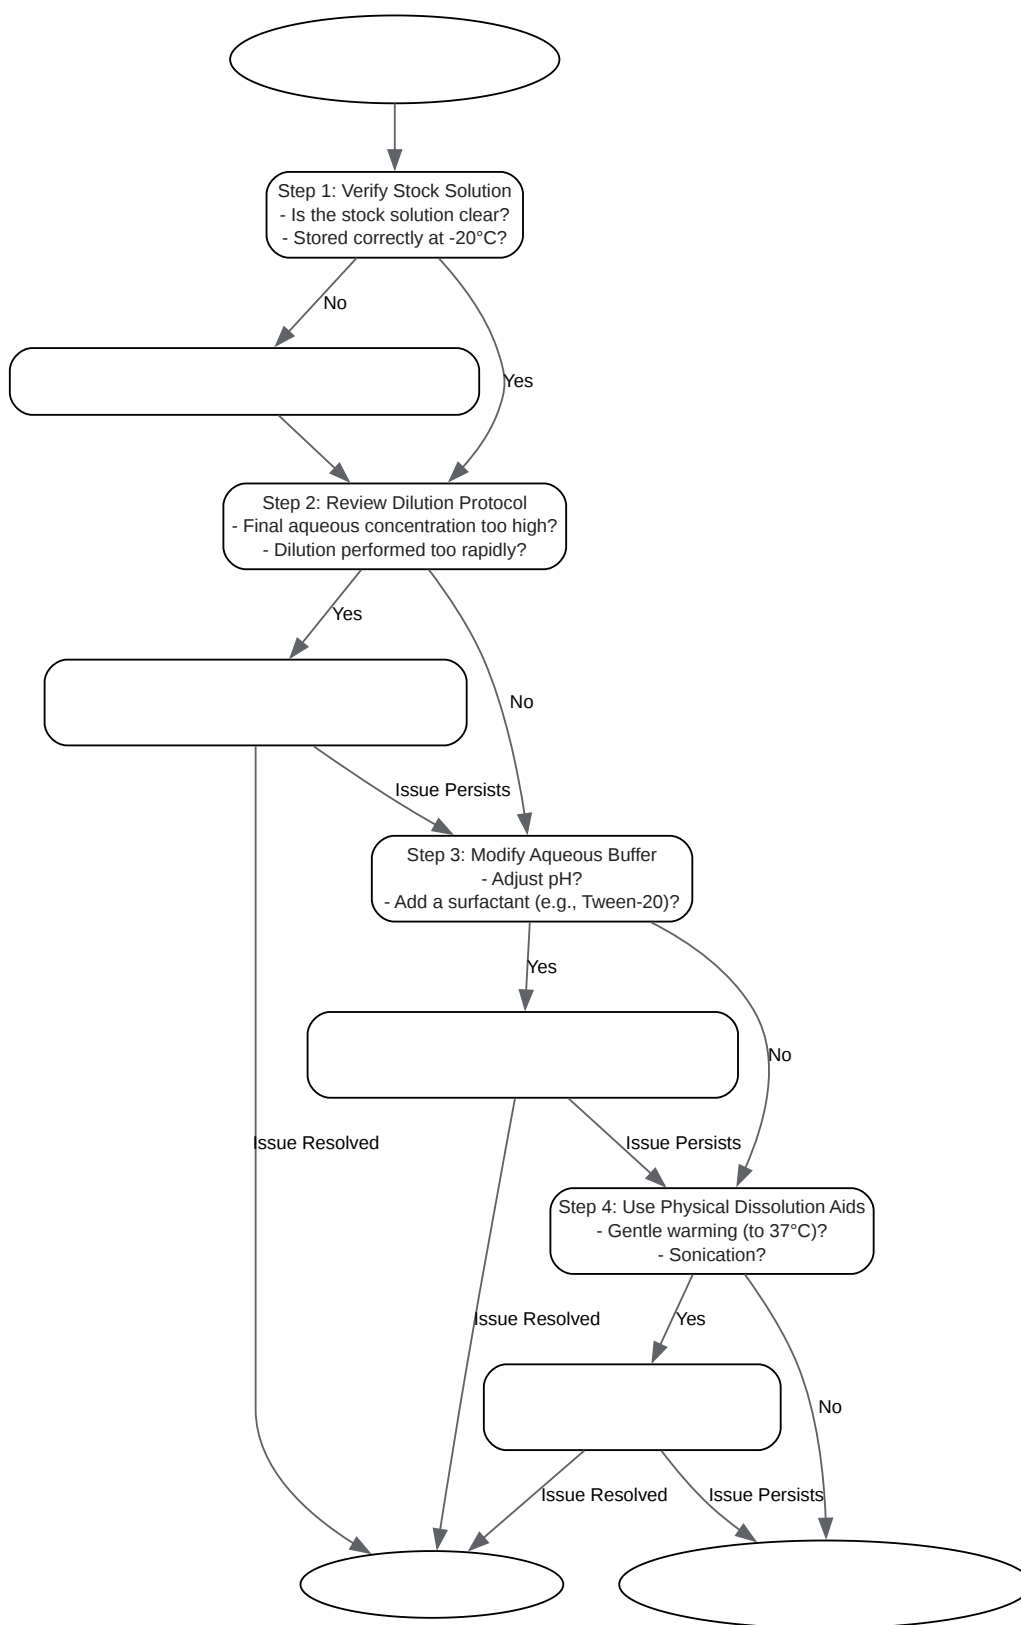 Step 1: Verify Stock Solution
- Is the stock solution clear?
- Stored correctly at -20°C?
No
Yes
Step 2: Review Dilution Protocol
- Final aqueous concentration too high?
- Dilution performed too rapidly?
Yes
No
Issue Persists
Step 3: Modify Aqueous Buffer
- Adjust pH?
- Add a surfactant (e.g., Tween-20)?
Yes
No
Issue Resolved
Issue Persists
Step 4: Use Physical Dissolution Aids
- Gentle warming (to 37°C)?
- Sonication?
Issue Resolved
Yes
No
Issue Resolved
Issue Persists